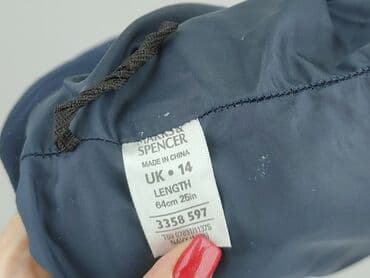 MARKS &
SPENCER
MADE IN CHINA
UK • 14
LENGTH
64cm 25in
3358 597